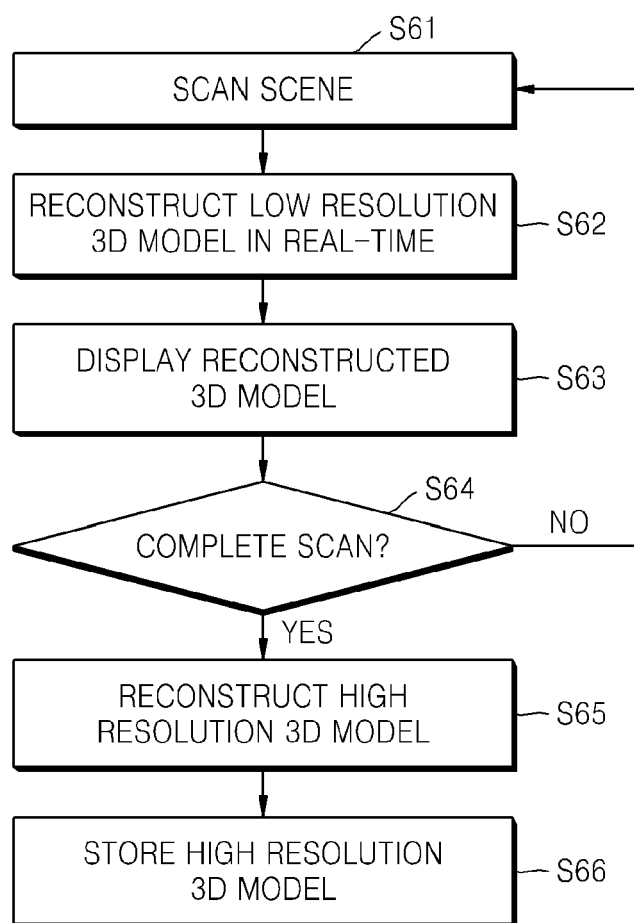 S61
SCAN SCENE
RECONSTRUCT LOW RESOLUTION
3D MODEL IN REAL-TIME
S62
DISPLAY RECONSTRUCTED
3D MODEL
S63
S64
COMPLETE SCAN?
NO
YES
RECONSTRUCT HIGH
RESOLUTION 3D MODEL
S65
STORE HIGH RESOLUTION
3D MODEL
S66